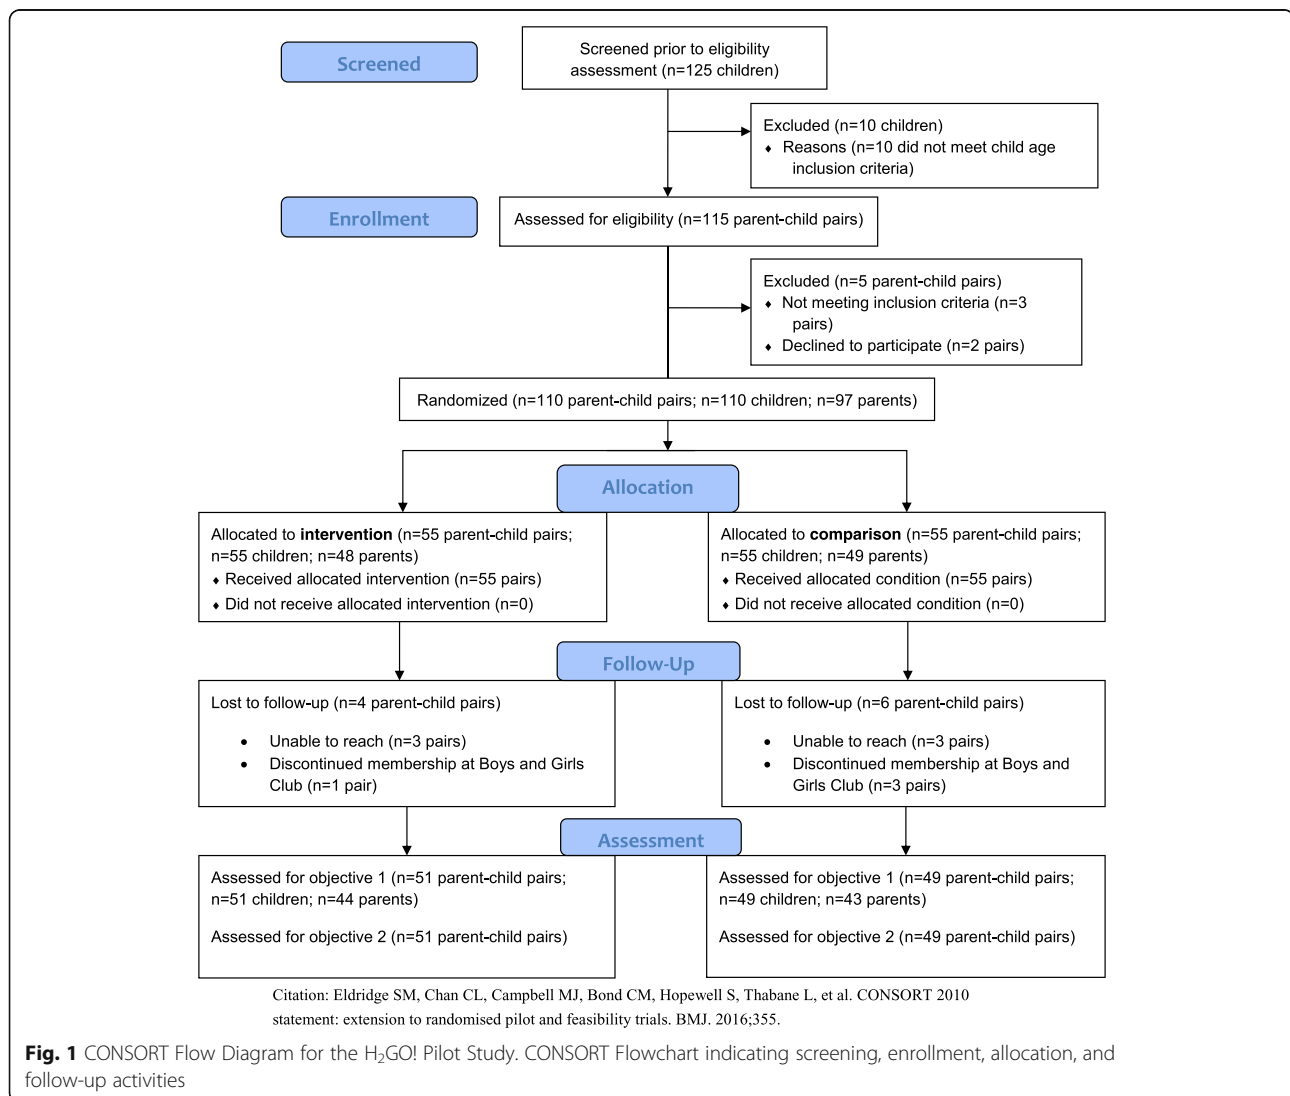 Screened
Screened prior to eligibility
assessment (n=125 children)
Excluded (n=10 children)
♦ Reasons (n=10 did not meet child age
inclusion criteria)
Enrollment
Assessed for eligibility (n=115 parent-child pairs)
Excluded (n=5 parent-child pairs)
♦ Not meeting inclusion criteria (n=3
pairs)
♦ Declined to participate (n=2 pairs)
Randomized (n=110 parent-child pairs; n=110 children; n=97 parents)
Allocation
Allocated to intervention (n=55 parent-child pairs;
n=55 children; n=48 parents)
♦ Received allocated intervention (n=55 pairs)
♦ Did not receive allocated intervention (n=0)
Allocated to comparison (n=55 parent-child pairs;
n=55 children; n=49 parents)
♦ Received allocated condition (n=55 pairs)
♦ Did not receive allocated condition (n=0)
Follow-Up
Lost to follow-up (n=4 parent-child pairs)
• Unable to reach (n=3 pairs)
• Discontinued membership at Boys and Girls
Club (n=1 pair)
Lost to follow-up (n=6 parent-child pairs)
• Unable to reach (n=3 pairs)
• Discontinued membership at Boys and
Girls Club (n=3 pairs)
Assessment
Assessed for objective 1 (n=51 parent-child pairs;
n=51 children; n=44 parents)
Assessed for objective 2 (n=51 parent-child pairs)
Assessed for objective 1 (n=49 parent-child pairs;
n=49 children; n=43 parents)
Assessed for objective 2 (n=49 parent-child pairs)
Citation: Eldridge SM, Chan CL, Campbell MJ, Bond CM, Hopewell S, Thabane L, et al. CONSORT 2010
statement: extension to randomised pilot and feasibility trials. BMJ. 2016;355.
Fig. 1 CONSORT Flow Diagram for the H₂GO! Pilot Study. CONSORT Flowchart indicating screening, enrollment, allocation, and
follow-up activities